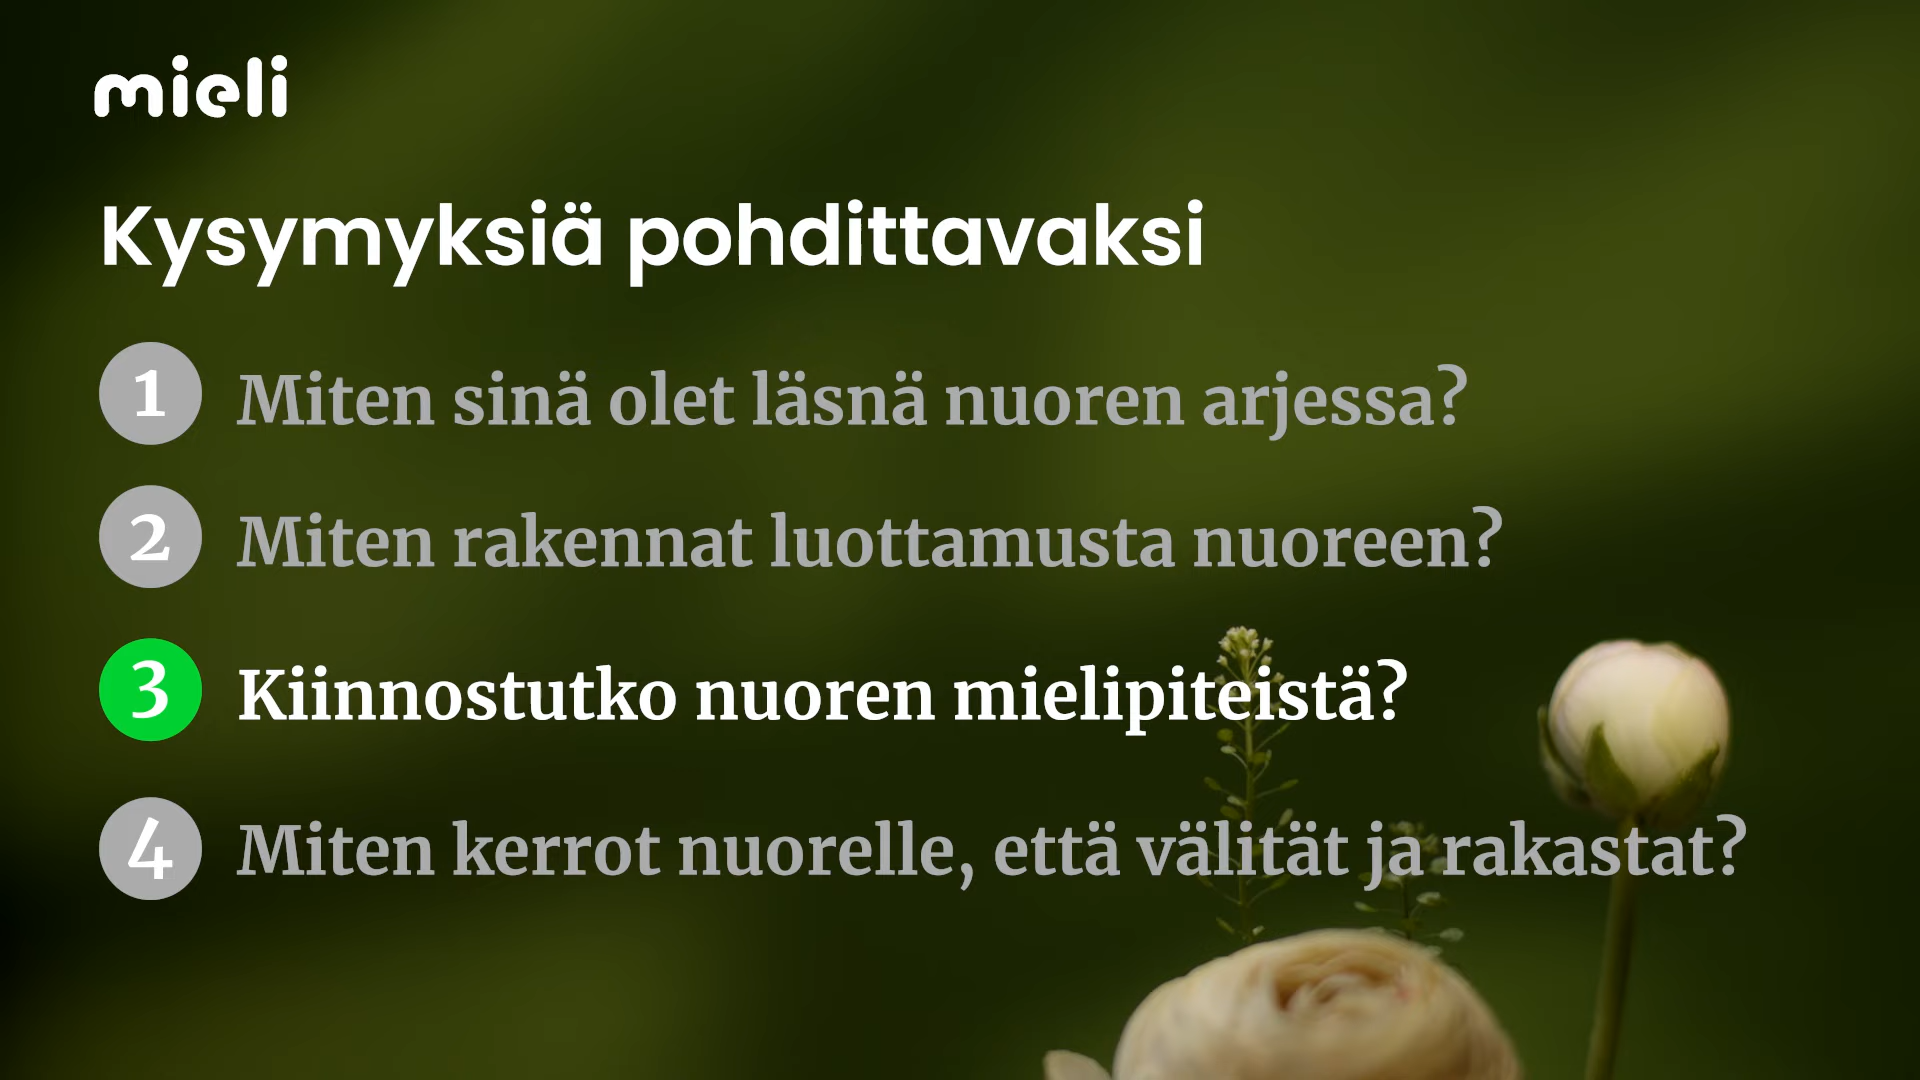 mieli
Kysymyksiä pohdittavaksi
1 Miten sinä olet läsnä nuoren arjessa?
2 Miten rakennat luottamusta nuoreen?
3 Kiinnostutko nuoren mielipiteistä?
4 Miten kerrot nuorelle, että välität ja rakastat?